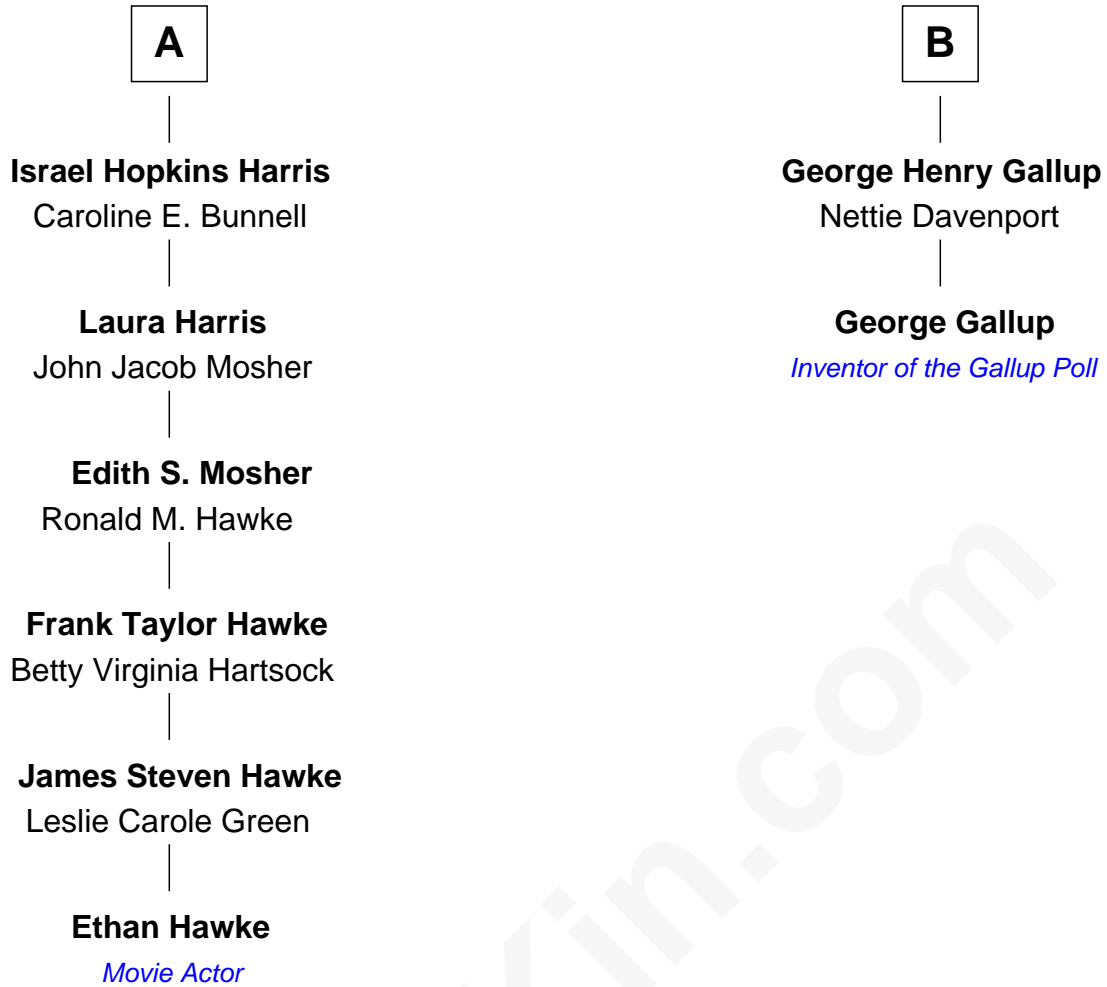 A
Israel Hopkins Harris
Caroline E. Bunnell
Laura Harris
John Jacob Mosher
Edith S. Mosher
Ronald M. Hawke
Frank Taylor Hawke
Betty Virginia Hartsock
James Steven Hawke
Leslie Carole Green
Ethan Hawke
Movie Actor
B
George Henry Gallup
Nettie Davenport
George Gallup
Inventor of the Gallup Poll
Kin.com